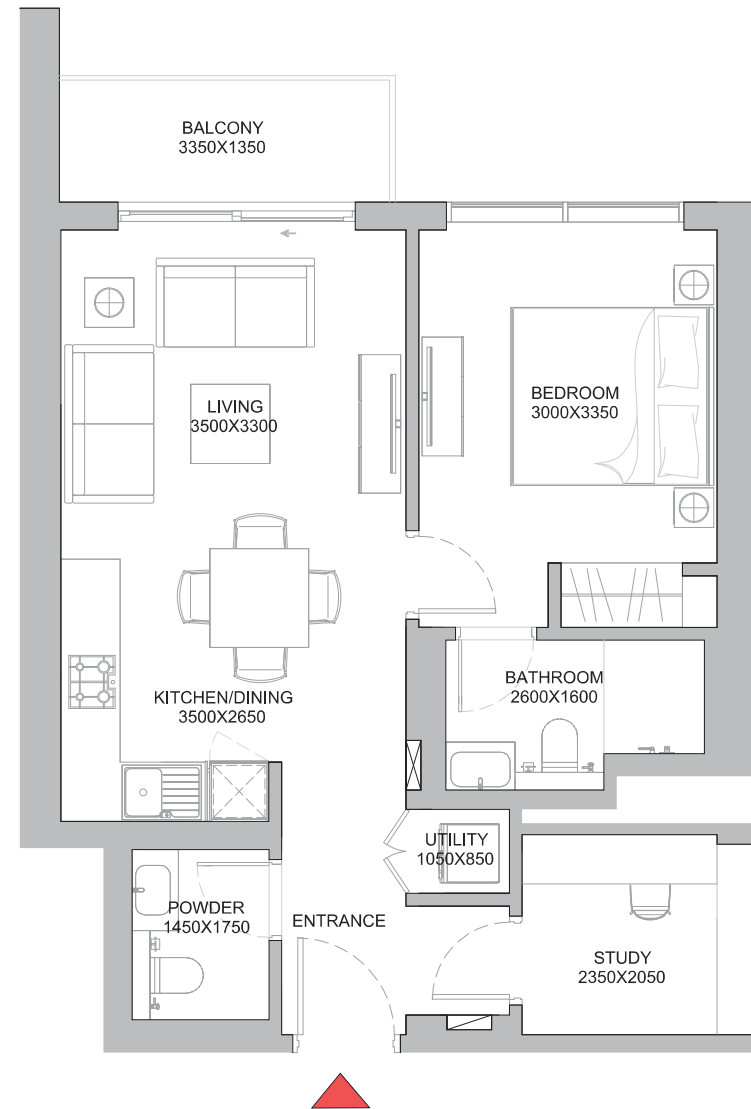 BALCONY
3350X1350
LIVING
3500X3300
BEDROOM
3000X3350
KITCHEN/DINING
3500X2650
BATHROOM
2600X1600
UTILITY
1050X850
POWDER
1450X1750
ENTRANCE
STUDY
2350X2050